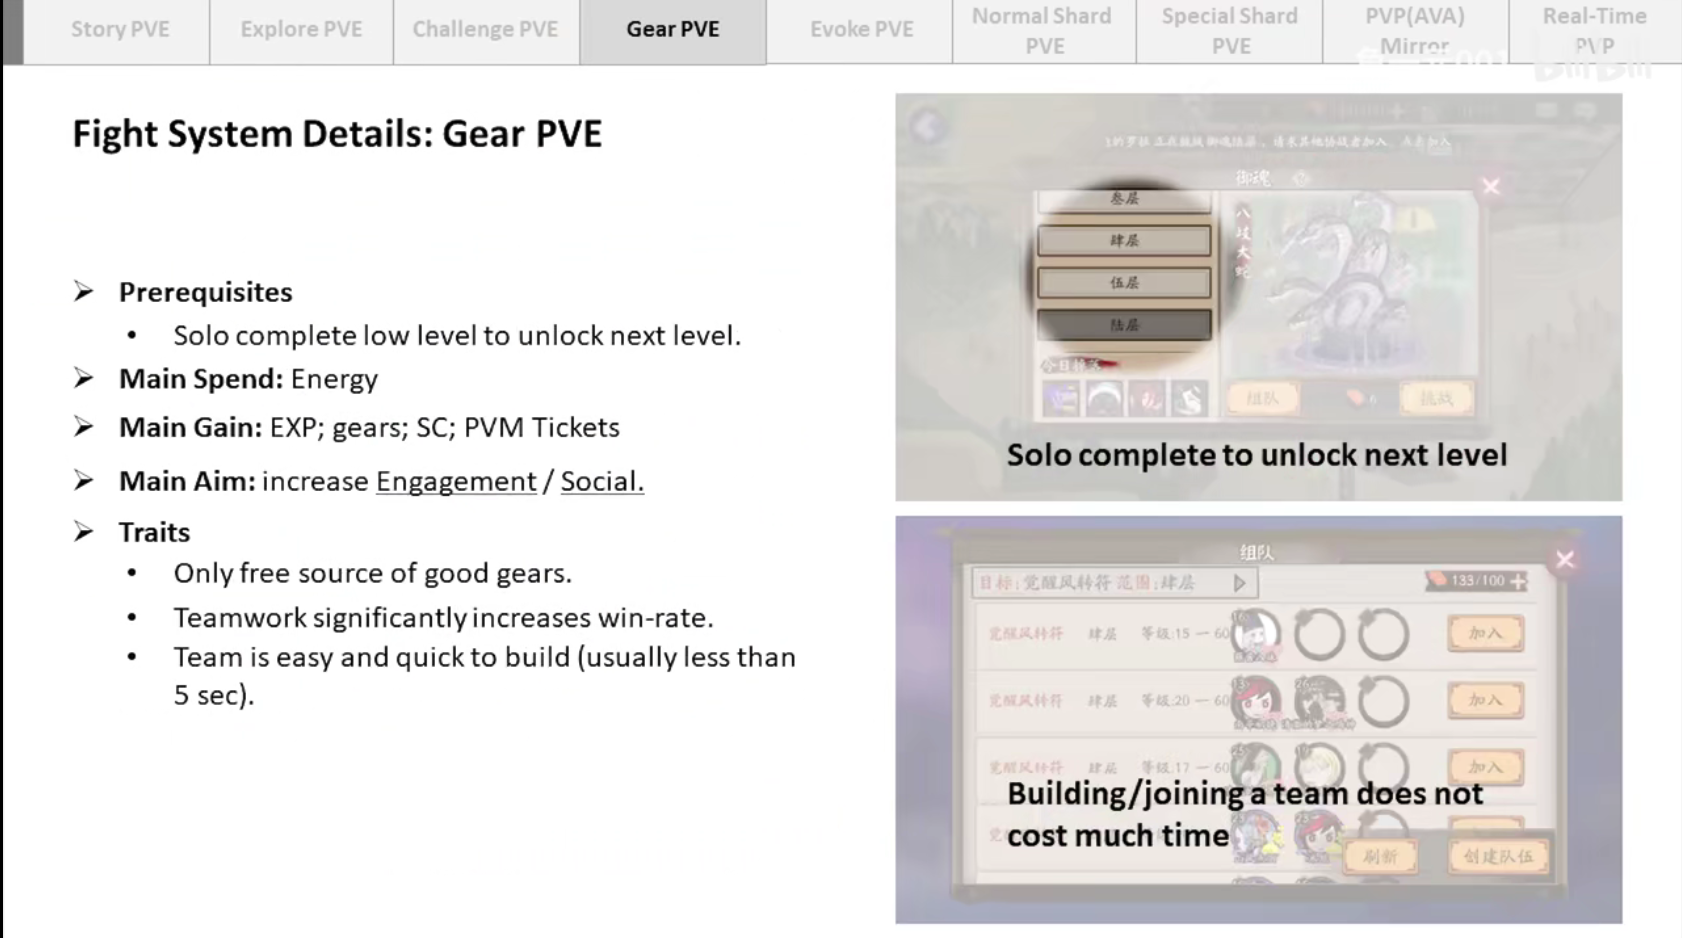 Story PVE
Explore PVE
Challenge PVE
Gear PVE
Evoke PVE
Normal Shard
PVE
Special Shard
PVE
PVP(AVA)
Mirror
Real-Time
PVP
bilibili
Fight System Details: Gear PVE
➤ Prerequisites
• Solo complete low level to unlock next level.
➤ Main Spend: Energy
➤ Main Gain: EXP; gears; SC; PVM Tickets
➤ Main Aim: increase Engagement / Social.
➤ Traits
• Only free source of good gears.
• Teamwork significantly increases win-rate.
• Team is easy and quick to build (usually less than
5 sec).
御魂
叁层
肆层
伍层
陆层
八岐大蛇
组队
6
挑战
Solo complete to unlock next level
组队
目标:觉醒风转符 范围:肆层
133/100
觉醒风转符 肆层 等级:15 — 60 加入
觉醒风转符 肆层 等级:20 — 60 加入
觉醒风转符 肆层 等级:17 — 60 加入
Building/joining a team does not
cost much time
刷新
创建队伍